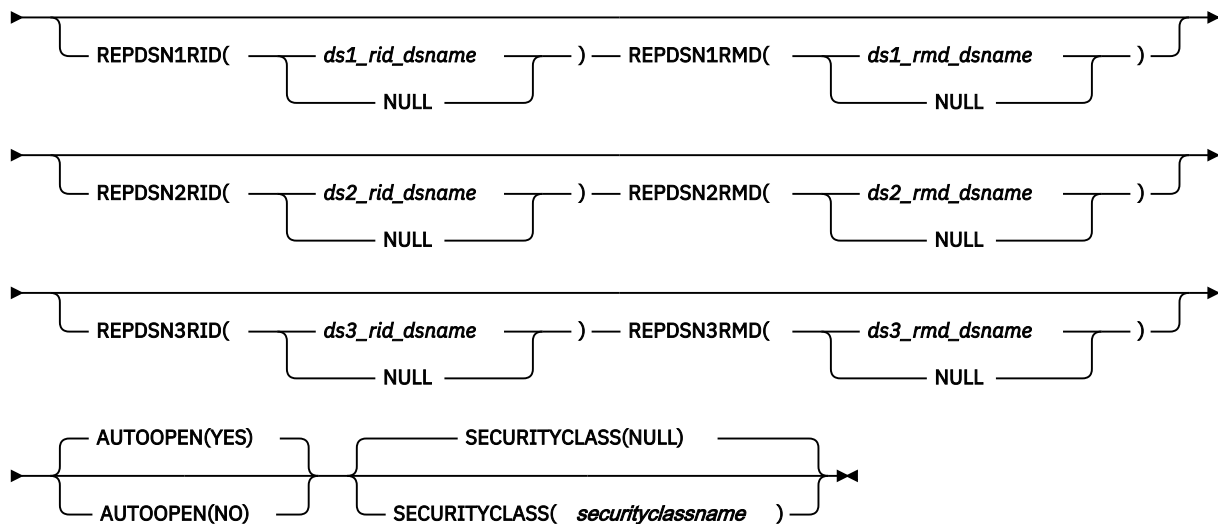 REPDSN1RID( ds1_rid_dsname ) REPDSN1RMD( ds1_rmd_dsname )
NULL NULL
REPDSN2RID( ds2_rid_dsname ) REPDSN2RMD( ds2_rmd_dsname )
NULL NULL
REPDSN3RID( ds3_rid_dsname ) REPDSN3RMD( ds3_rmd_dsname )
NULL NULL
AUTOOPEN(YES) SECURITYCLASS(NULL)
AUTOOPEN(NO) SECURITYCLASS( securityclassname )